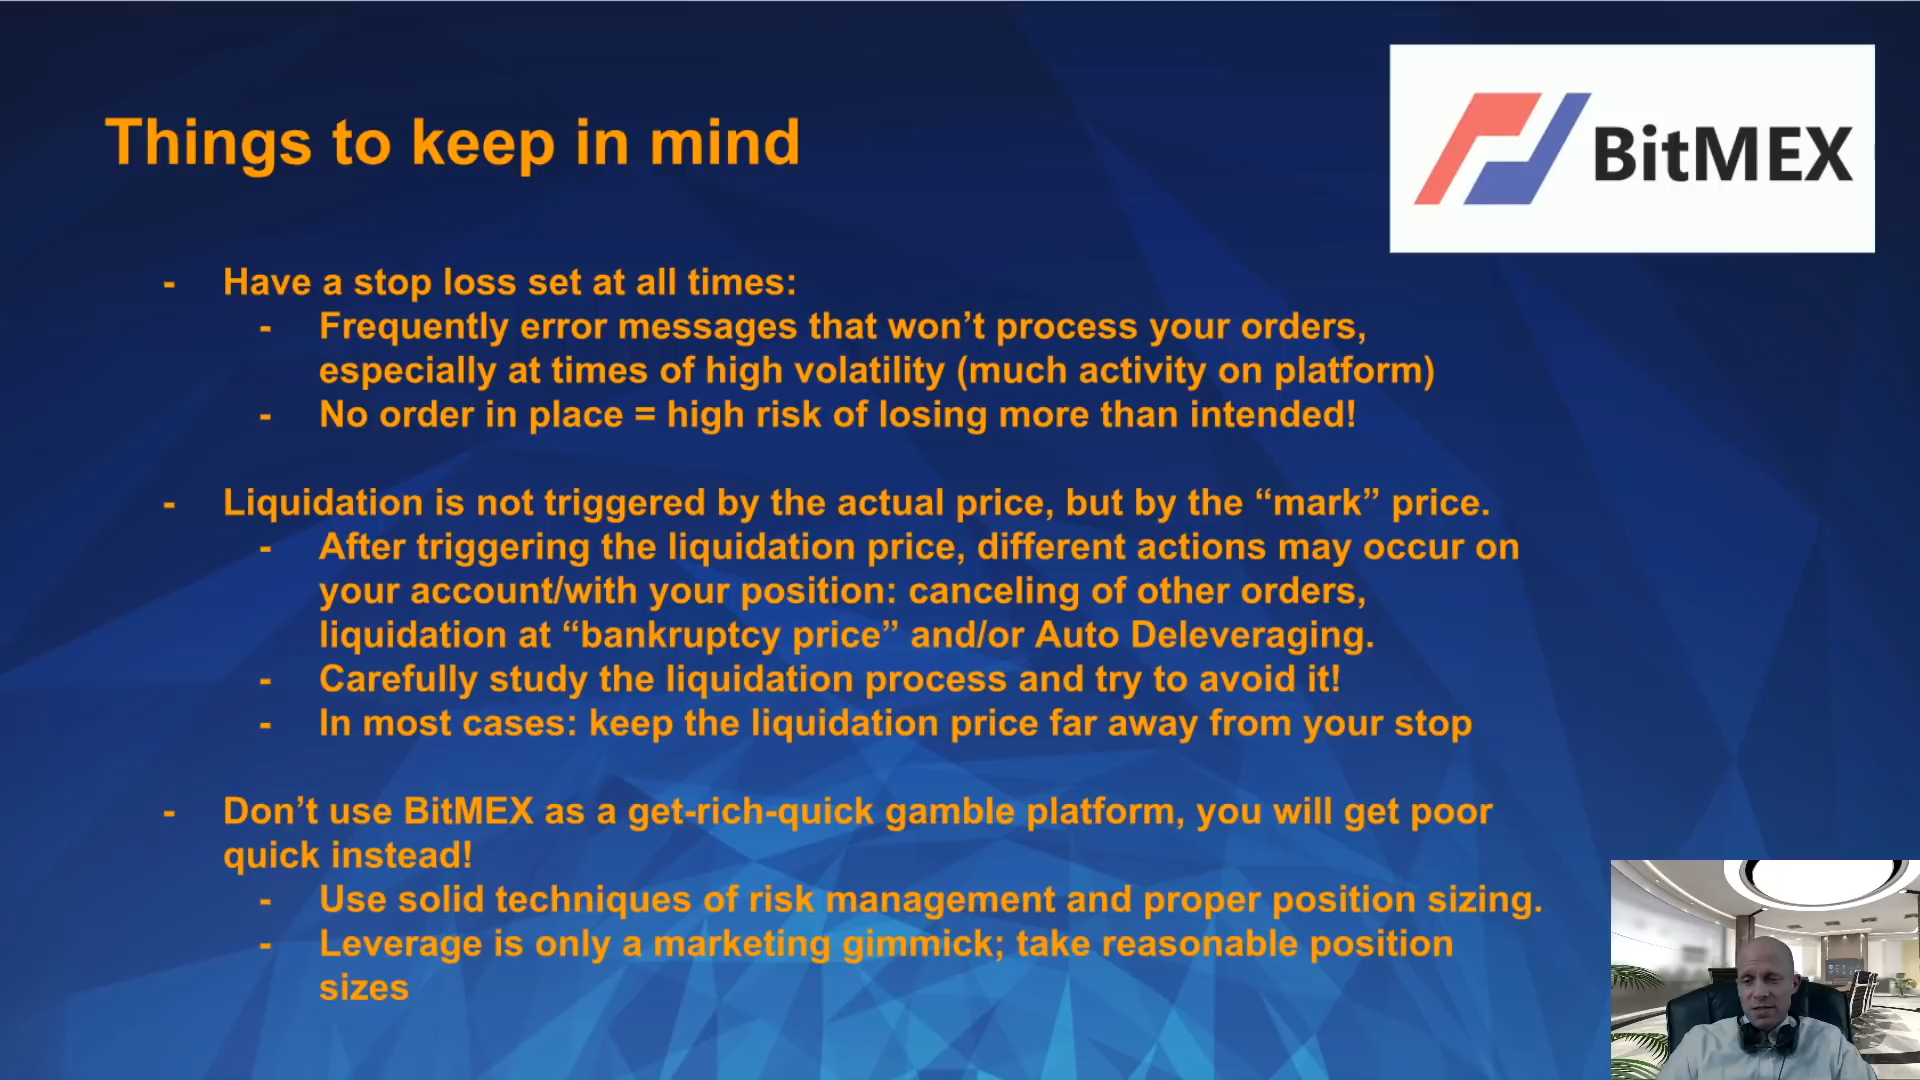 BitMEX
Things to keep in mind
- Have a stop loss set at all times:
- Frequently error messages that won’t process your orders,
especially at times of high volatility (much activity on platform)
- No order in place = high risk of losing more than intended!
- Liquidation is not triggered by the actual price, but by the “mark” price.
- After triggering the liquidation price, different actions may occur on
your account/with your position: canceling of other orders,
liquidation at “bankruptcy price” and/or Auto Deleveraging.
- Carefully study the liquidation process and try to avoid it!
- In most cases: keep the liquidation price far away from your stop
- Don’t use BitMEX as a get-rich-quick gamble platform, you will get poor
quick instead!
- Use solid techniques of risk management and proper position sizing.
- Leverage is only a marketing gimmick; take reasonable position
sizes